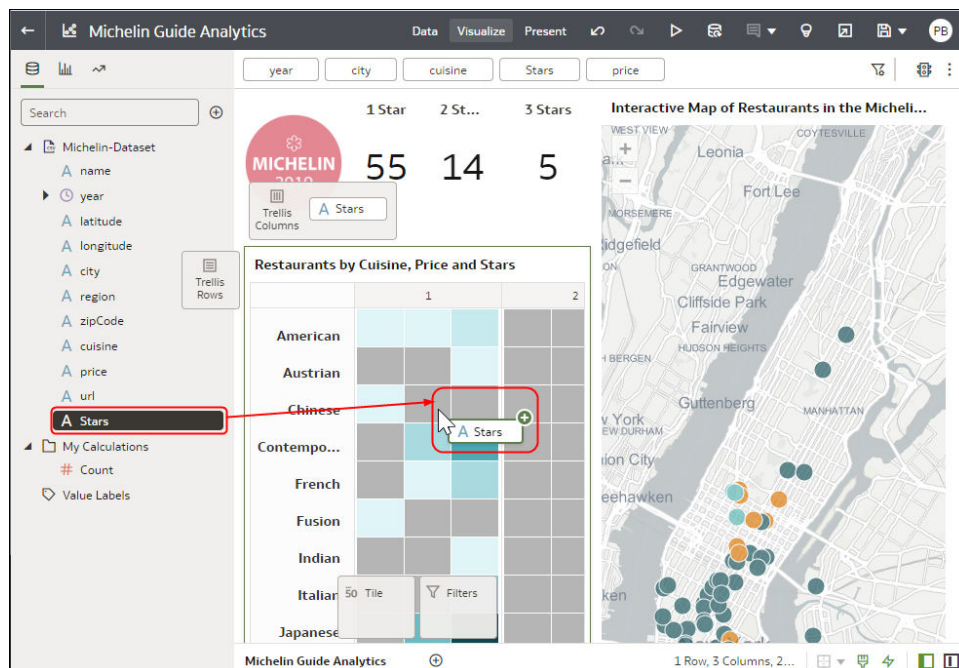 Michelin Guide Analytics
Data Visualize Present
PB
year city cuisine Stars price
Search
Michelin-Dataset
A name
year
A latitude
A longitude
A city
A region
A zipCode
A cuisine
A price
A url
A Stars
My Calculations
# Count
Value Labels
Trellis
Rows
1 Star 2 St... 3 Stars
MICHELIN
55 14 5
Trellis
Columns
A Stars
Restaurants by Cuisine, Price and Stars
1 2
American
Austrian
Chinese
Contempo...
French
Fusion
Indian
Italian
Japanese
A Stars
50 Tile
Filters
Interactive Map of Restaurants in the Micheli...
WEST VIEW
COYTESVILLE
+
Leonia
−
Fort Lee
MORSEMERE
idgefield
GRANTWOOD
Edgewater
Cliffside Park
Fairview
HUDSON HEIGHTS
BERGEN
Guttenberg
MANHATTAN
York
EW DURHAM
ion City
eehawken
ken
Michelin Guide Analytics
1 Row, 3 Columns, 2...